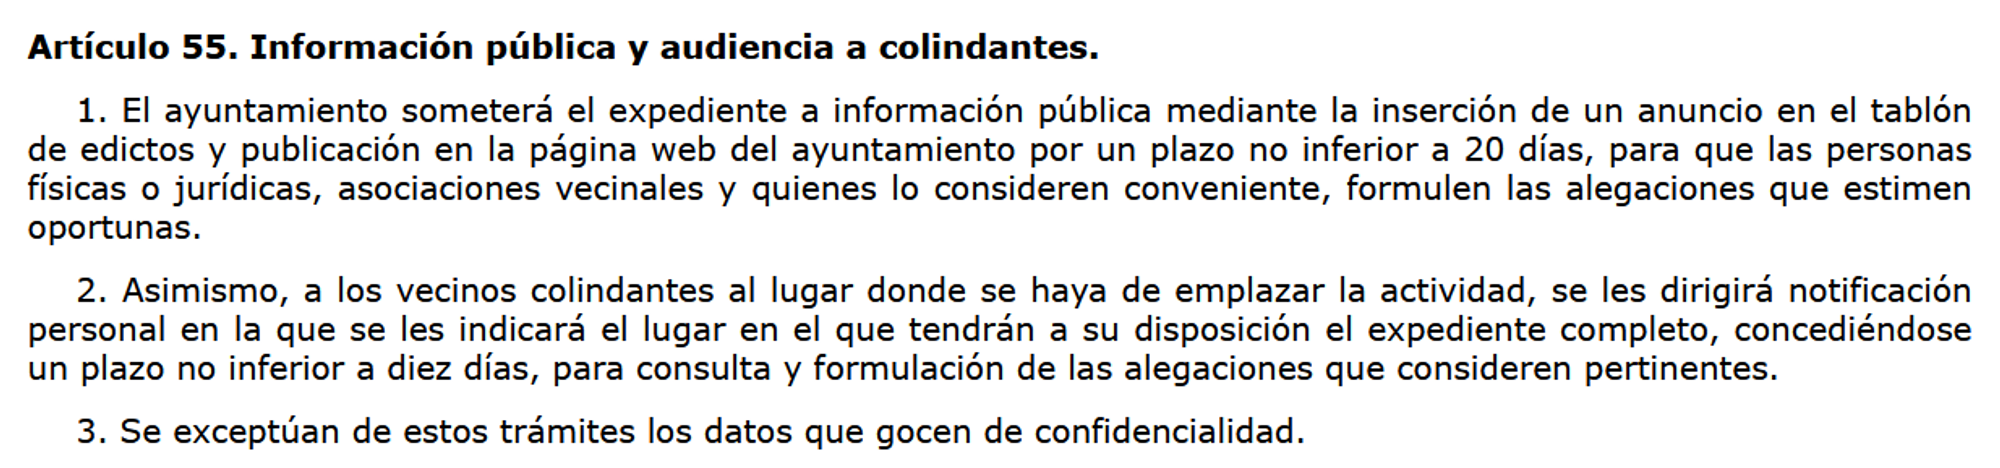 Artículo 55. Información pública y audiencia a colindantes.
1. El ayuntamiento someterá el expediente a información pública mediante la inserción de un anuncio en el tablón
de edictos y publicación en la página web del ayuntamiento por un plazo no inferior a 20 días, para que las personas
físicas o jurídicas, asociaciones vecinales y quienes lo consideren conveniente, formulen las alegaciones que estimen
oportunas.
2. Asimismo, a los vecinos colindantes al lugar donde se haya de emplazar la actividad, se les dirigirá notificación
personal en la que se les indicará el lugar en el que tendrán a su disposición el expediente completo, concediéndose
un plazo no inferior a diez días, para consulta y formulación de las alegaciones que consideren pertinentes.
3. Se exceptúan de estos trámites los datos que gocen de confidencialidad.